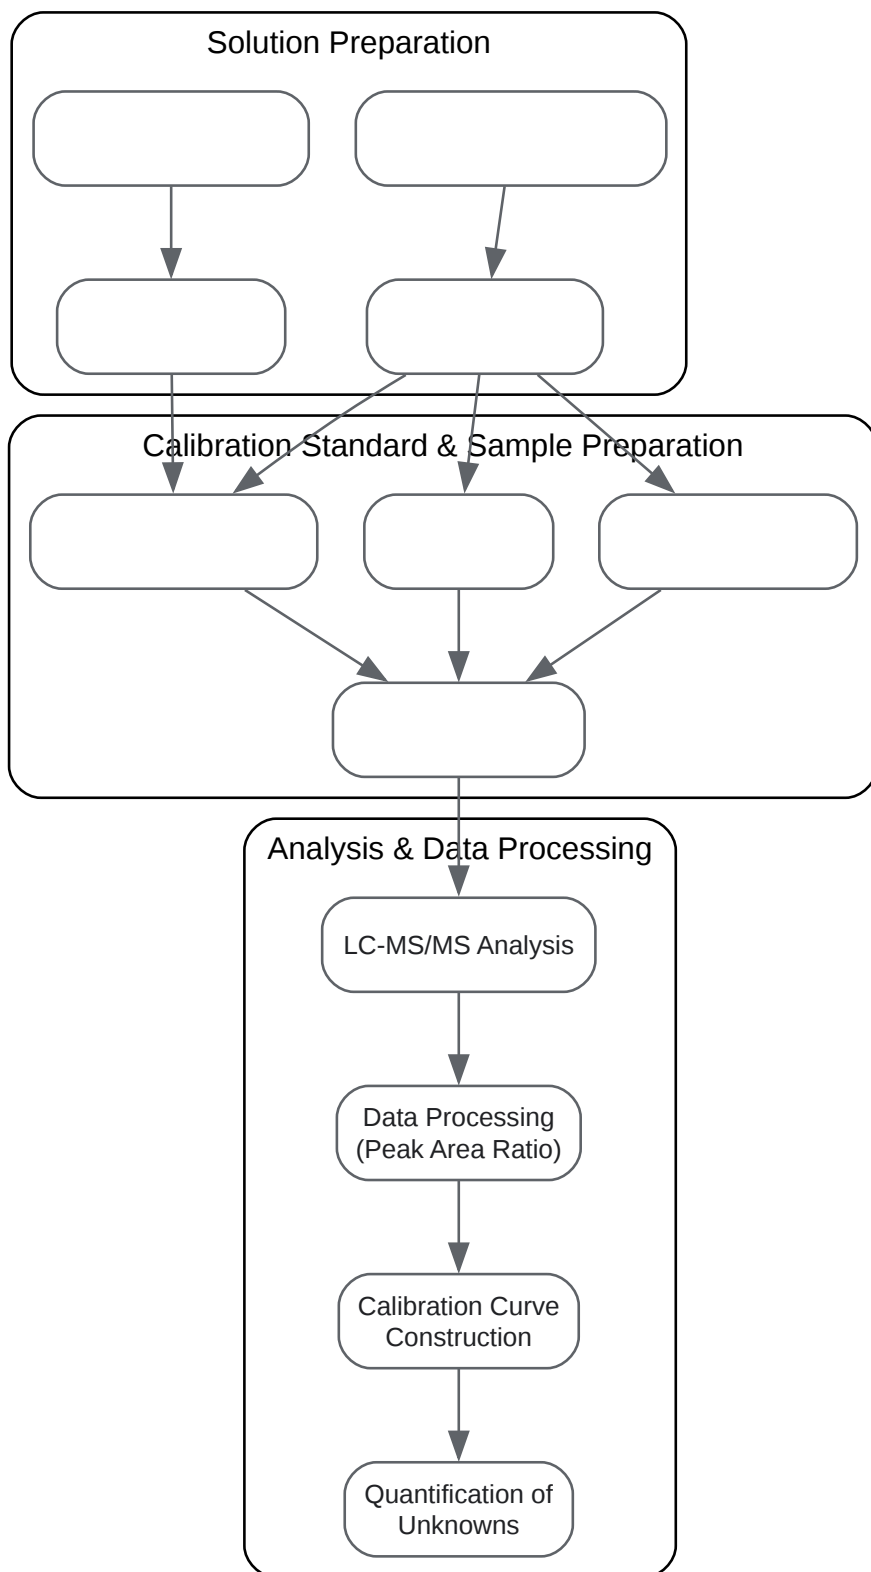 Solution Preparation
Calibration Standard & Sample Preparation
Analysis & Data Processing
LC-MS/MS Analysis
Data Processing
(Peak Area Ratio)
Calibration Curve
Construction
Quantification of
Unknowns